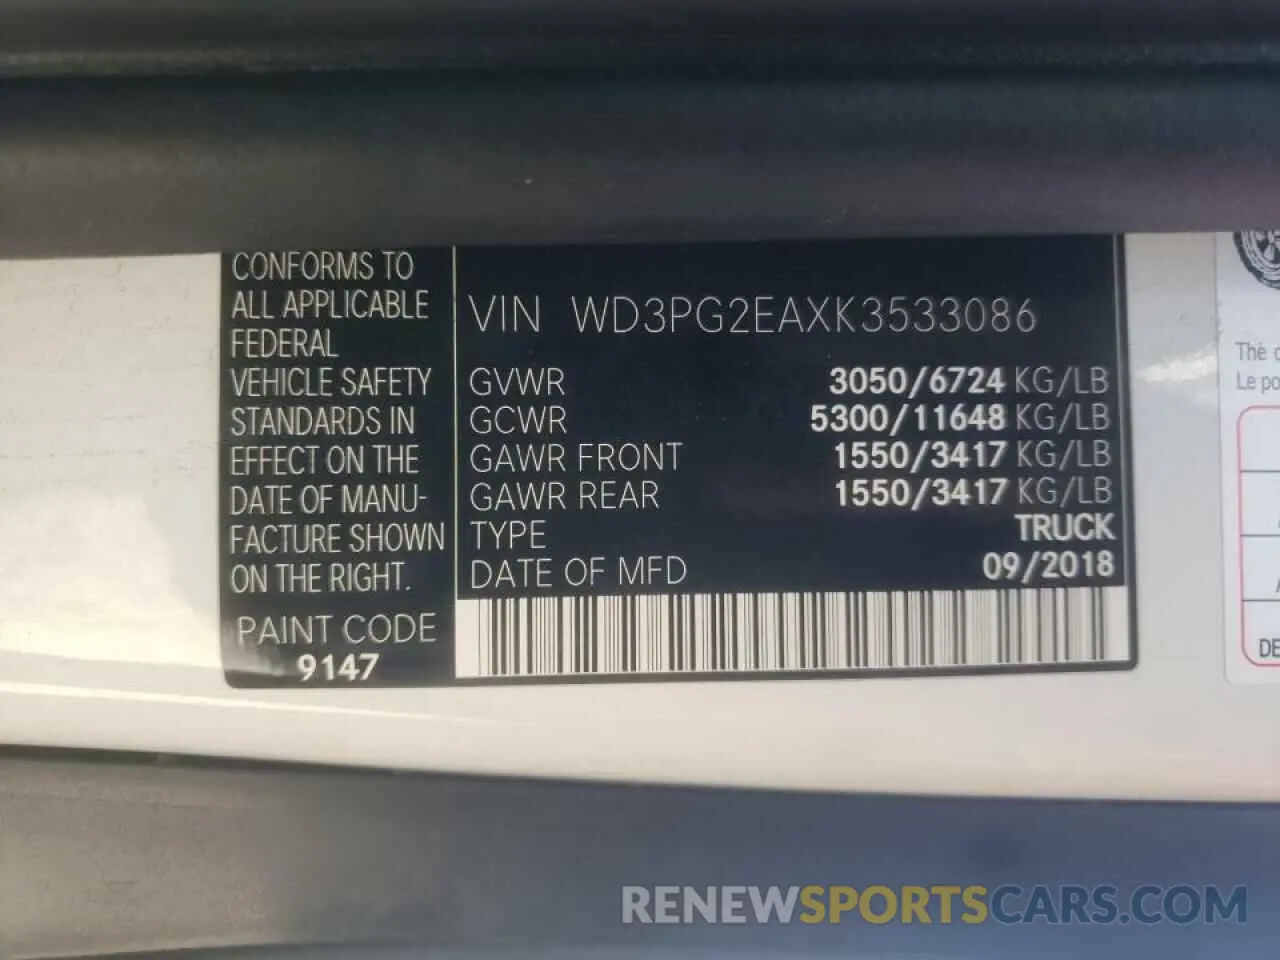 CONFORMS TO
ALL APPLICABLE
FEDERAL
VEHICLE SAFETY
STANDARDS IN
EFFECT ON THE
DATE OF MANU-
FACTURE SHOWN
ON THE RIGHT.
PAINT CODE
9147
VIN WD3PG2EAXK3533086
GVWR 3050/6724 KG/LB
GCWR 5300/11648 KG/LB
GAWR FRONT 1550/3417 KG/LB
GAWR REAR 1550/3417 KG/LB
TYPE TRUCK
DATE OF MFD 09/2018
The
Le
RENEWSPORTSCARS.COM